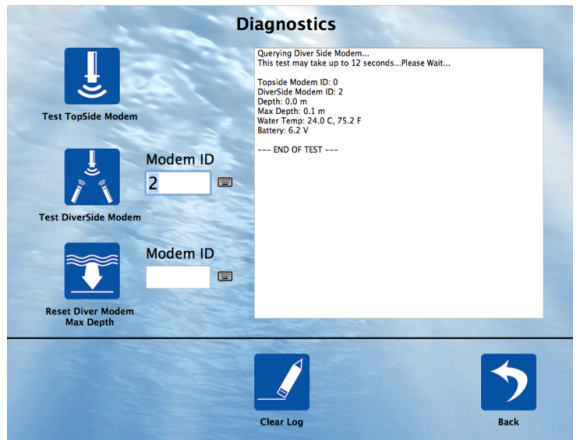 Diagnostics
Test TopSide Modem
Modem ID
2
Test DiverSide Modem
Modem ID
Reset Diver Modem
Max Depth
Querying Diver Side Modem...
This test may take up to 12 seconds...Please Wait...
Topside Modem ID: 0
DiverSide Modem ID: 2
Depth: 0.0 m
Max Depth: 0.1 m
Water Temp: 24.0 C, 75.2 F
Battery: 6.2 V
--- END OF TEST ---
Clear Log
Back